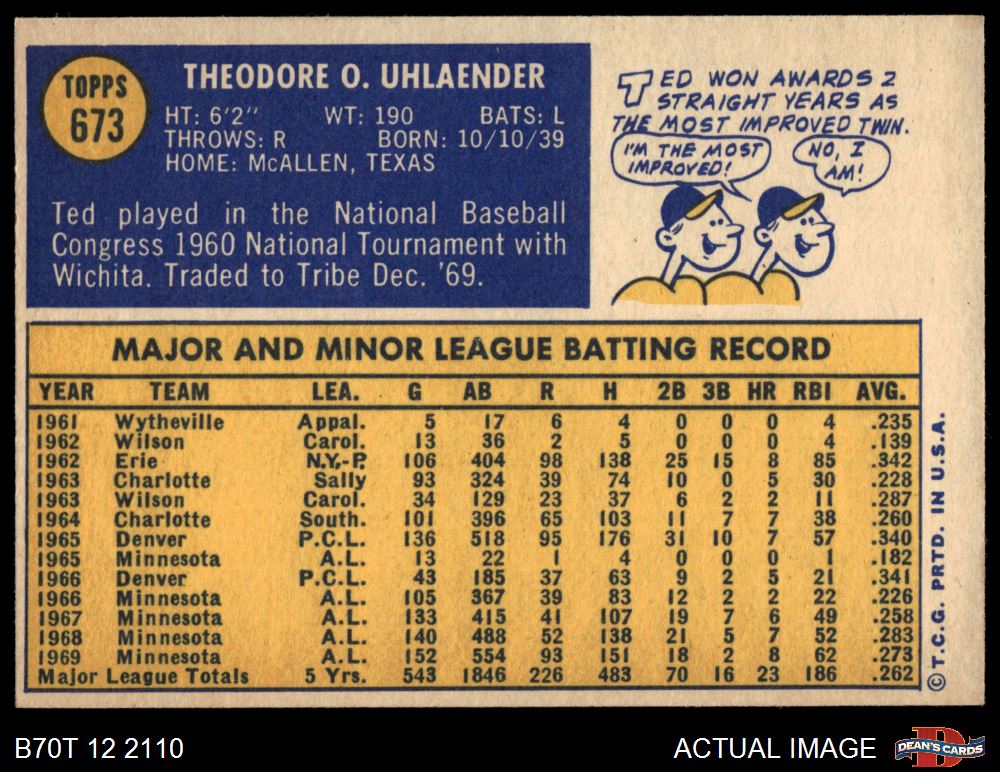 TOPPS
673
THEODORE O. UHLAENDER
HT: 6'2" WT: 190 BATS: L
THROWS: R BORN: 10/10/39
HOME: McALLEN, TEXAS
Ted played in the National Baseball
Congress 1960 National Tournament with
Wichita. Traded to Tribe Dec. '69.
TED WON AWARDS 2
STRAIGHT YEARS AS
THE MOST IMPROVED TWIN.
I'M THE MOST
IMPROVED!
NO, I
AM!
MAJOR AND MINOR LEAGUE BATTING RECORD
YEAR TEAM LEA. G AB R H 2B 3B HR RBI AVG.
1961 Wytheville Appal. 5 17 6 4 0 0 0 4 .235
1962 Wilson Carol. 13 36 2 5 0 0 0 4 .139
1962 Erie N.Y.-P. 106 404 98 138 25 15 8 85 .342
1963 Charlotte Sally 93 324 39 74 10 0 5 30 .228
1963 Wilson Carol. 34 129 23 37 6 2 2 11 .287
1964 Charlotte South. 101 396 65 103 11 7 7 38 .260
1965 Denver P.C.L. 136 518 95 176 31 10 7 57 .340
1965 Minnesota A.L. 13 22 1 4 0 0 0 1 .182
1966 Denver P.C.L. 43 185 37 63 9 2 5 21 .341
1966 Minnesota A.L. 105 367 39 83 12 2 2 22 .226
1967 Minnesota A.L. 133 415 41 107 19 7 6 49 .258
1968 Minnesota A.L. 140 488 52 138 21 5 7 52 .283
1969 Minnesota A.L. 152 554 93 151 18 2 8 62 .273
Major League Totals 5 Yrs. 543 1846 226 483 70 16 23 186 .262
© T.C.G. PRTD. IN U.S.A.
B70T 12 2110
ACTUAL IMAGE
DEAN'S CARDS